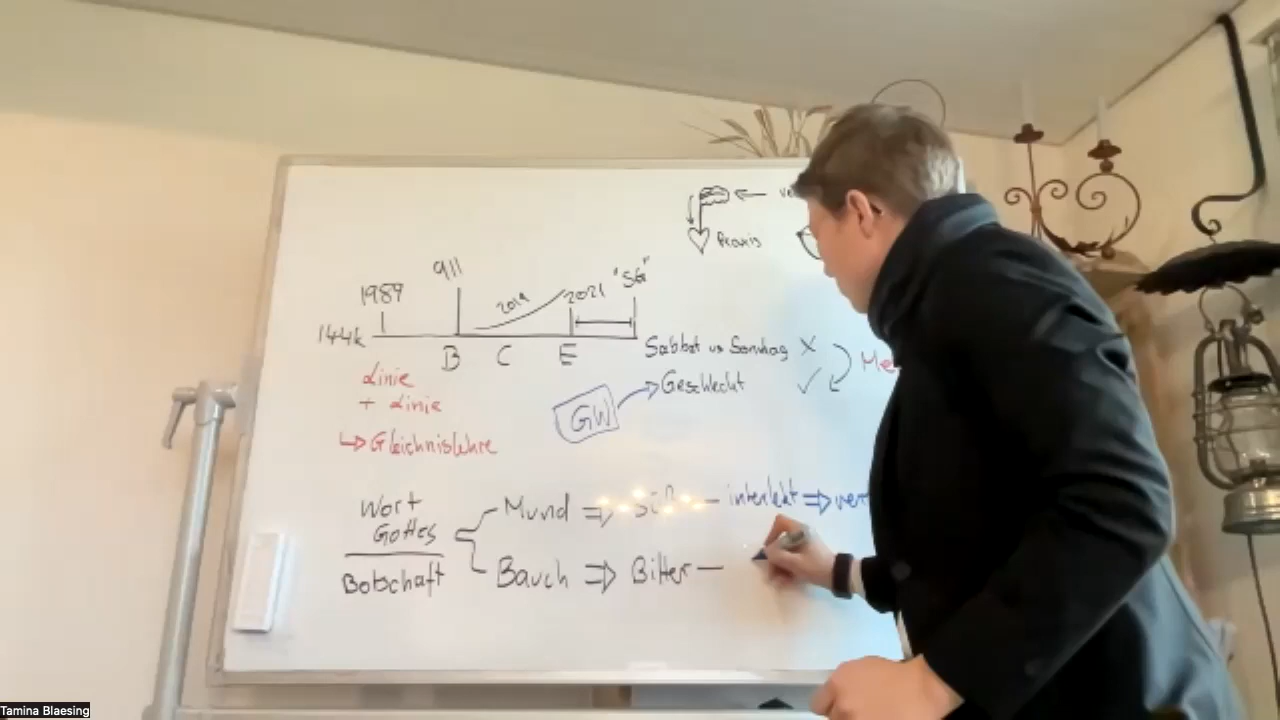 Praxis
911
1989
2019
2021
"SG"
144k
B C E
Sabbat vs Sonntag X
Linie
+ Linie
GW
Geschlecht ✓
↳ Gleichnislehre
Wort
Gottes
Mund ⇒ Süß – intellekt ⇒
Botschaft
Bauch ⇒ Bitter –
Tamina Blaesing